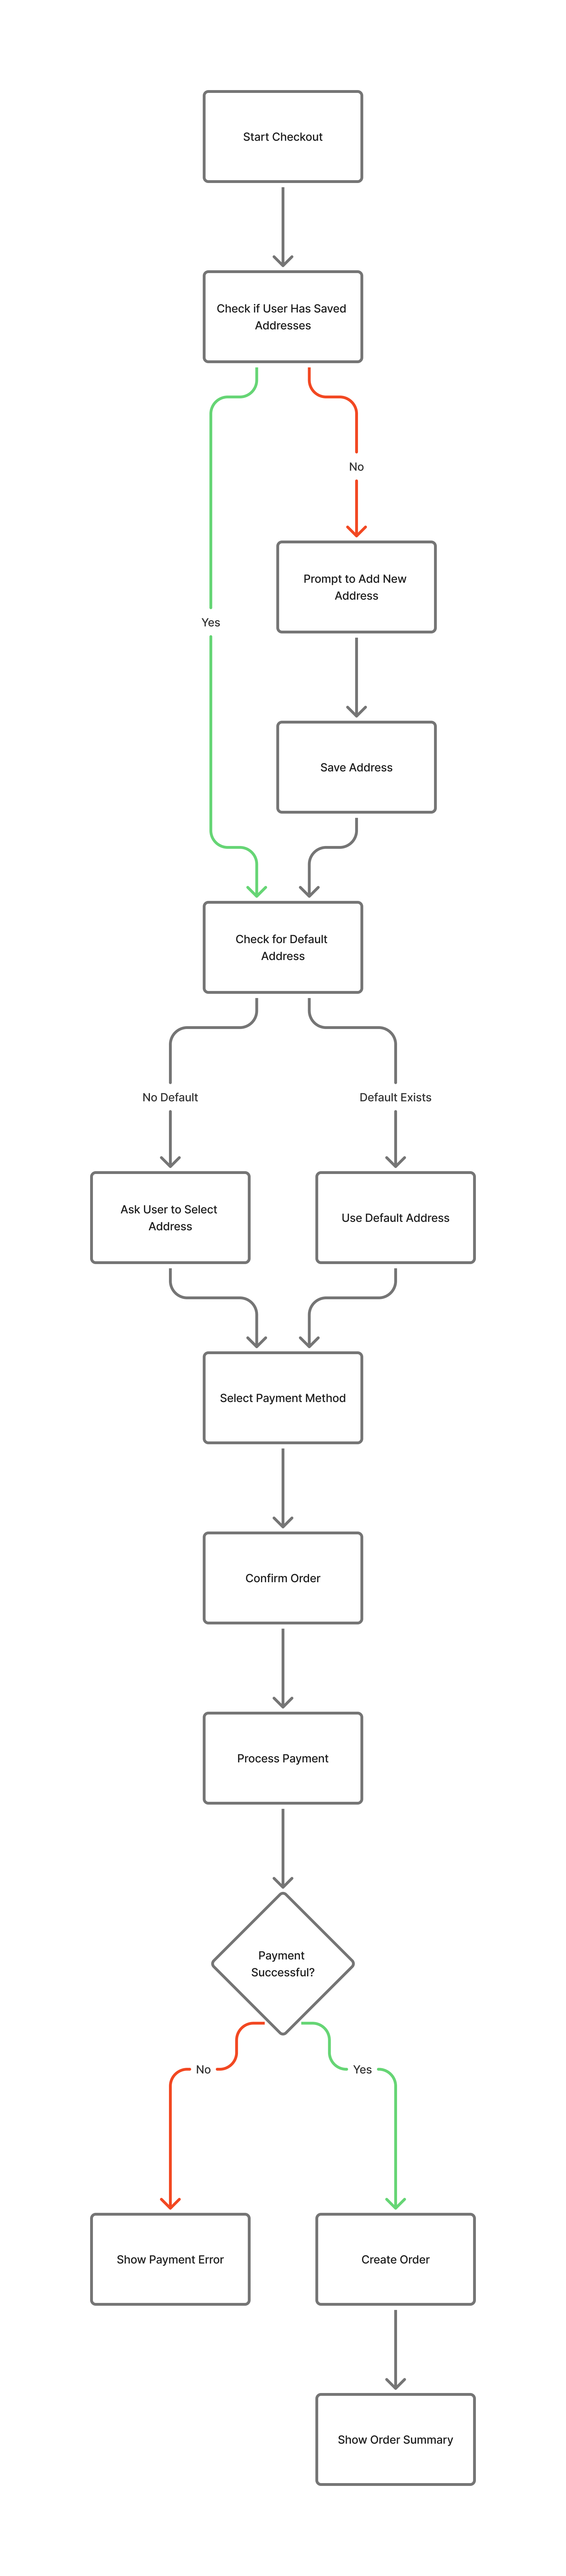 Start Checkout
Check if User Has Saved
Addresses
No
Prompt to Add New
Address
Yes
Save Address
Check for Default
Address
No Default
Default Exists
Ask User to Select
Address
Use Default Address
Select Payment Method
Confirm Order
Process Payment
Payment
Successful?
No
Yes
Show Payment Error
Create Order
Show Order Summary